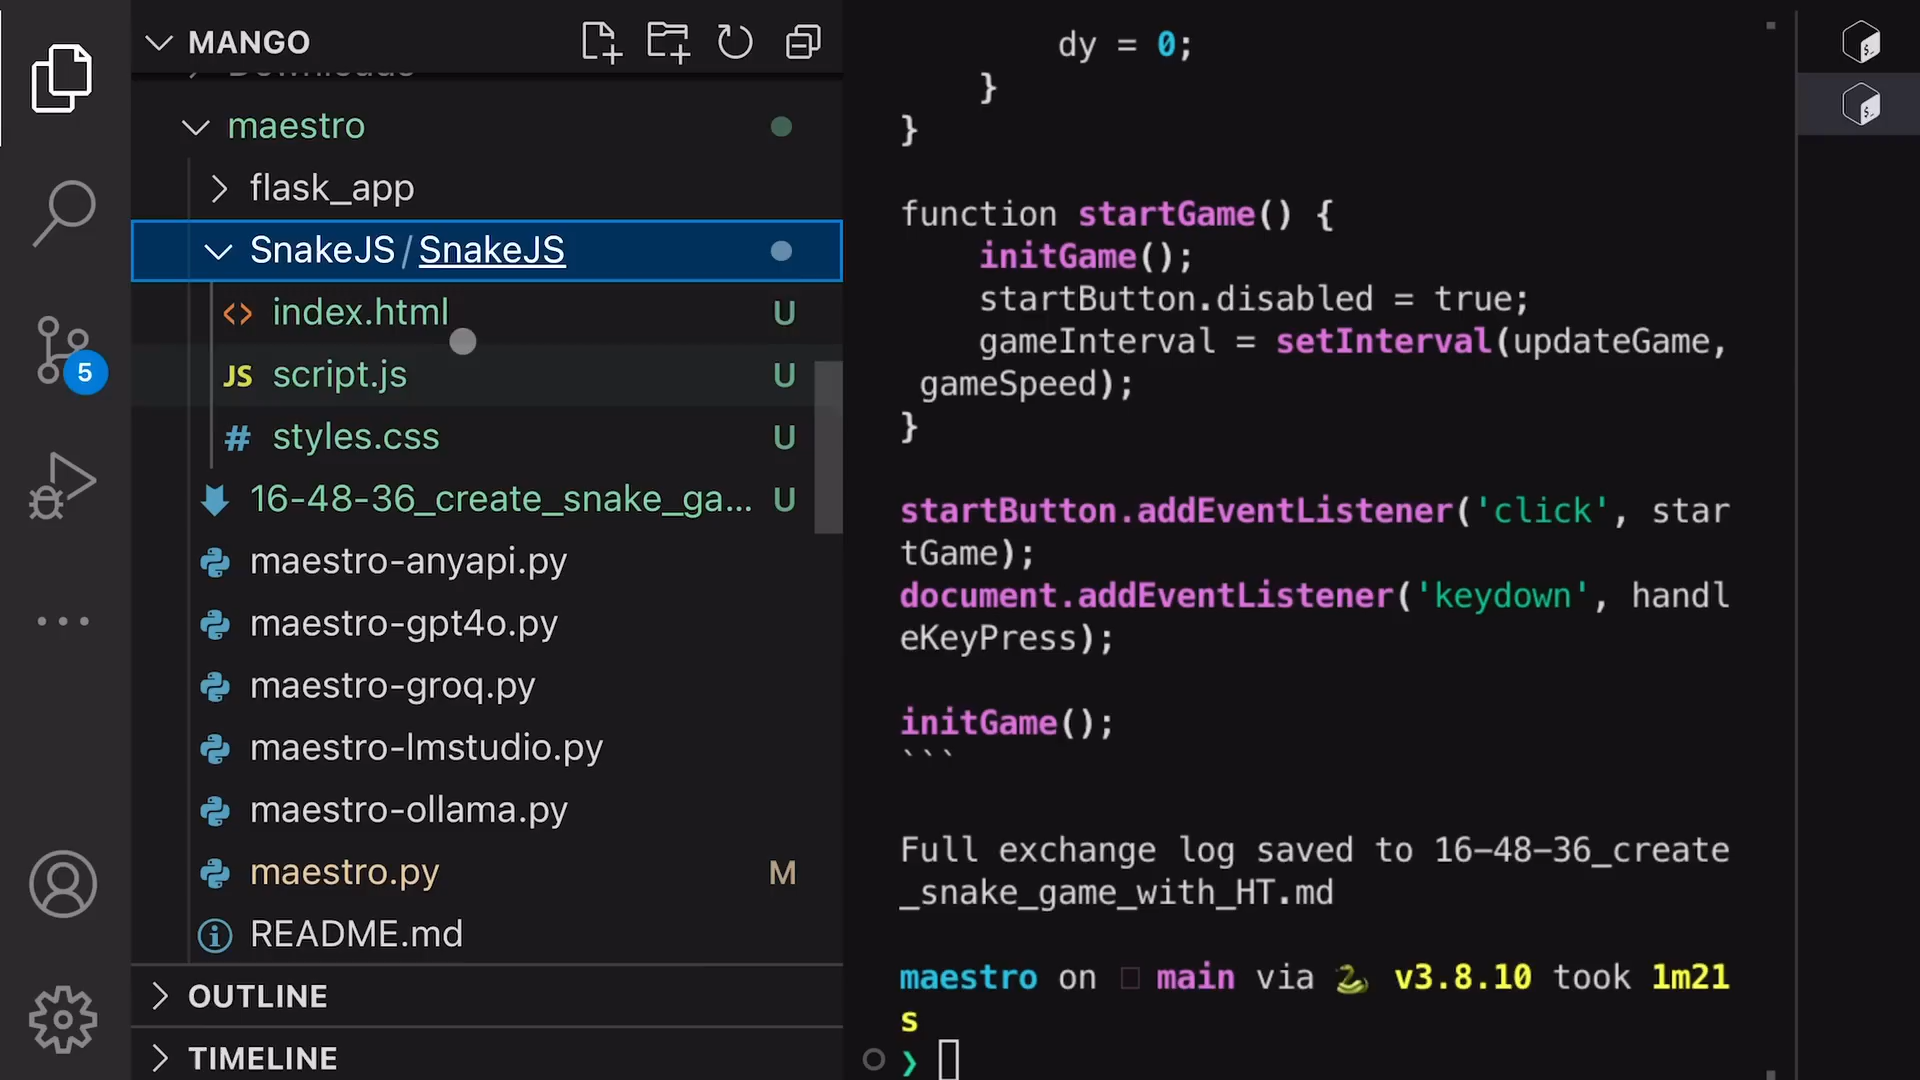 MANGO
Downloads
maestro
flask_app
SnakeJS / SnakeJS
<> index.html U
JS script.js U
# styles.css U
16-48-36_create_snake_ga... U
maestro-anyapi.py
maestro-gpt4o.py
maestro-groq.py
maestro-lmstudio.py
maestro-ollama.py
maestro.py M
README.md
OUTLINE
TIMELINE
5
dy = 0;
}
}
function startGame() {
initGame();
startButton.disabled = true;
gameInterval = setInterval(updateGame,
gameSpeed);
}
startButton.addEventListener('click', star
tGame);
document.addEventListener('keydown', handl
eKeyPress);
initGame();
```
Full exchange log saved to 16-48-36_create
_snake_game_with_HT.md
maestro on main via 🐍 v3.8.10 took 1m21
s
❯